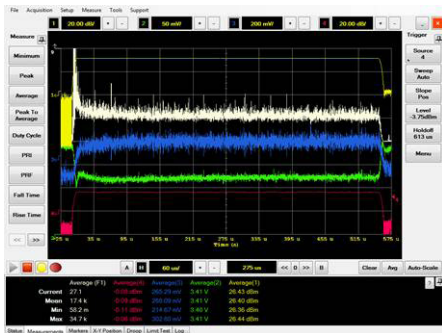 File Acquisition Setup Measure Tools Support
1 20.00 dB/ + - 2 50 mV/ + - 3 200 mV/ + - 4 20.00 dB/ + -
Measure
Trigger
Minimum
Peak
Average
Peak To
Average
Duty Cycle
PRI
PRF
Fall Time
Rise Time
<< >>
Source
4
Sweep
Auto
Slope
Pos
Level
-3.75dBm
Holdoff
613 us
Menu
35 u 85 u 155 u 215 u 275 u 335 u 395 u 455 u 515 u 575 u
Time (s)
A 60 us/ + - 275 us << 0 >> B Clear Avg Auto-Scale
Average (F1) Average(4) Average(3) Average(2) Average(1)
Current 27.1 3.41 V 26.43 dBm
Mean 17.4 k 3.41 V 26.40 dBm
Min 58.2 m 3.40 V 26.36 dBm
Max 34.7 k 3.41 V 26.44 dBm
Status Measurements Markers X-Y Position Droop Limit Test Log